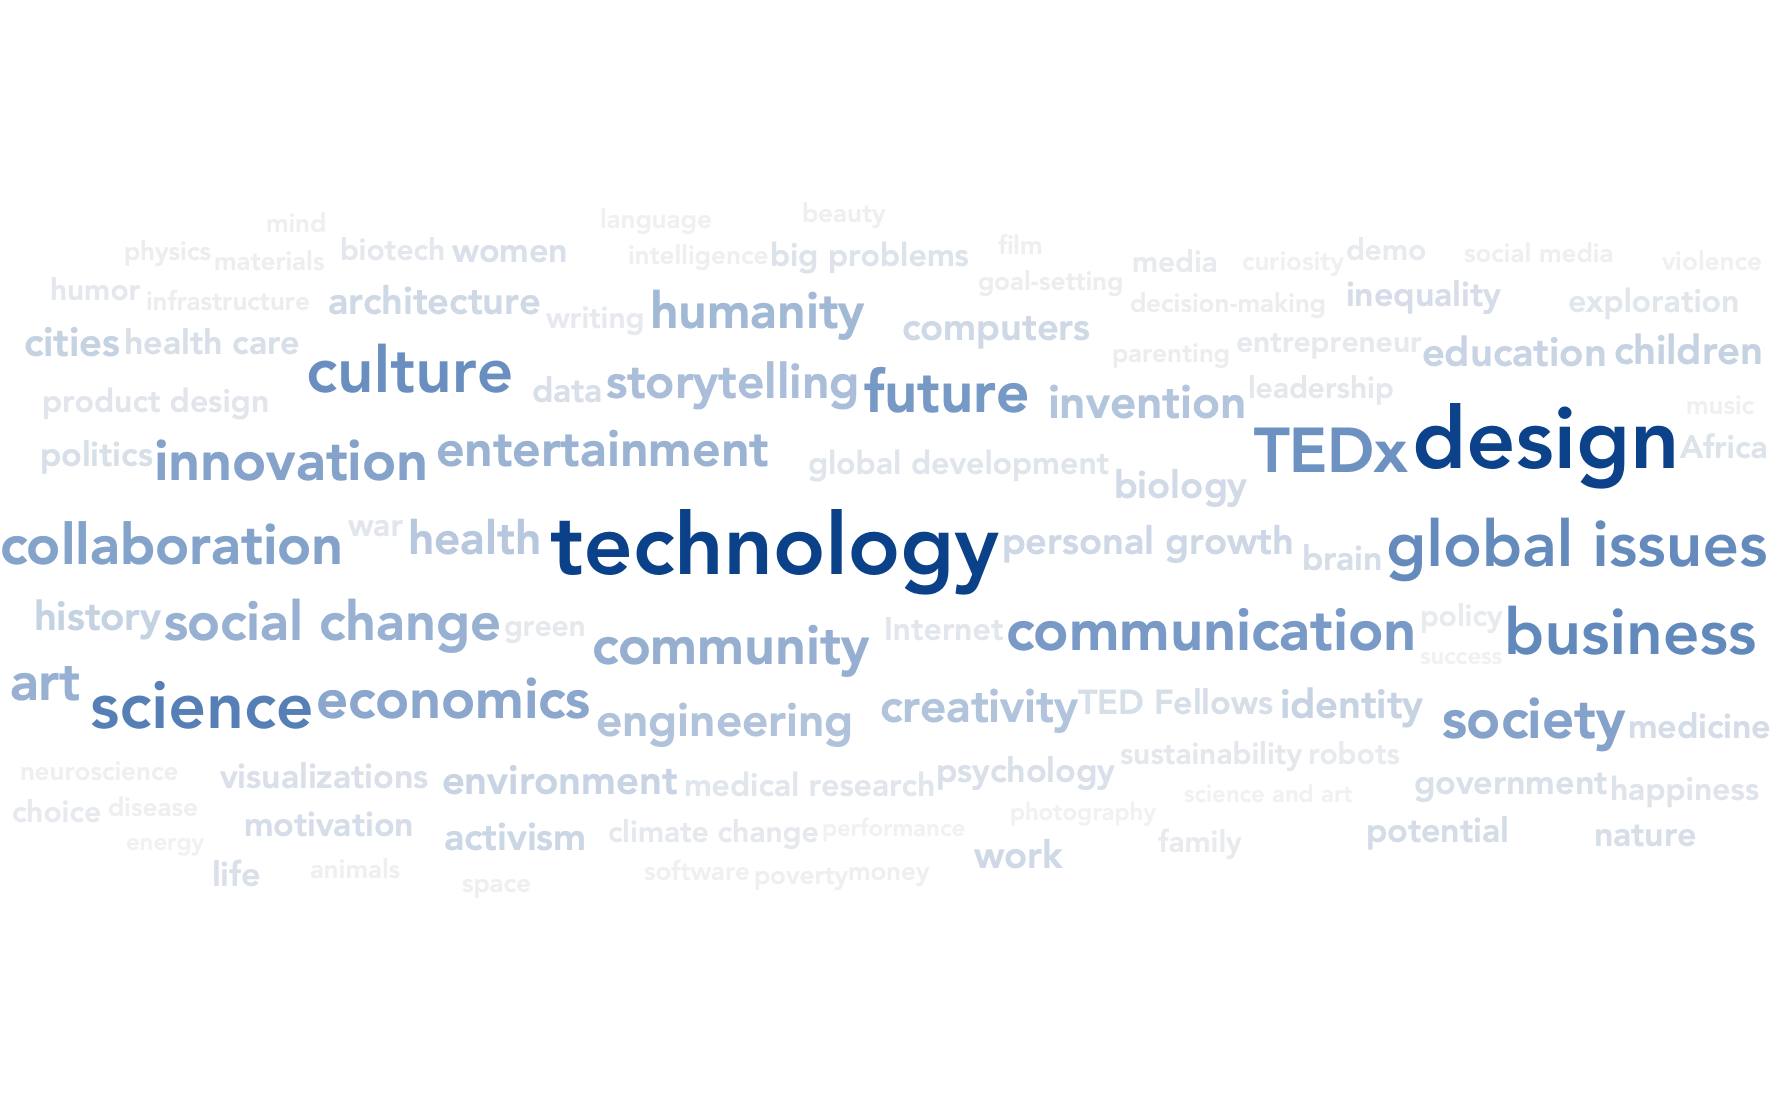 mind language beauty
physics materials biotech women intelligence big problems film media curiosity demo social media violence
humor infrastructure architecture writing humanity goal-setting decision-making inequality exploration
cities health care culture data storytelling future computers invention parenting entrepreneur leadership education children
product design music
politics innovation entertainment global development biology TEDx design Africa
collaboration war health technology personal growth brain global issues
history social change green community Internet communication policy success business
art science economics engineering creativity TED Fellows identity society medicine
neuroscience visualizations environment medical research psychology sustainability robots science and art government happiness
choice disease motivation activism climate change performance photography work family potential nature
energy life animals space software poverty money